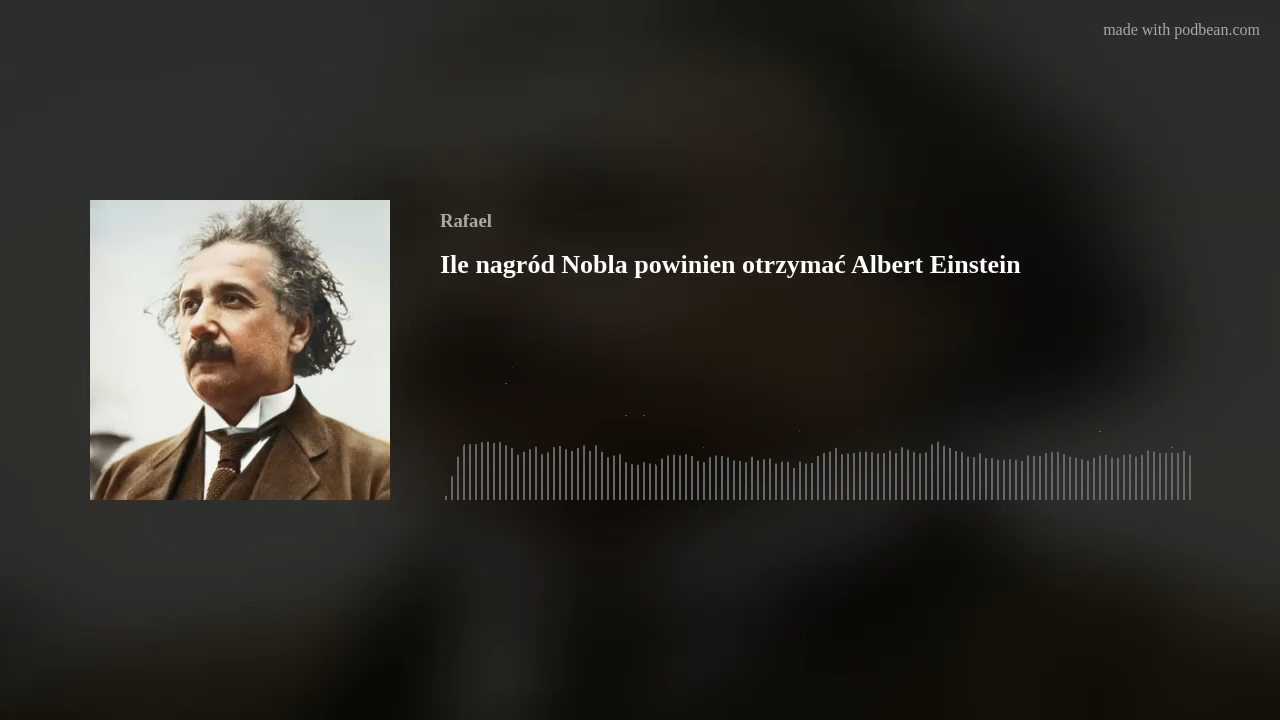 made with podbean.com
Rafael
Ile nagród Nobla powinien otrzymać Albert Einstein